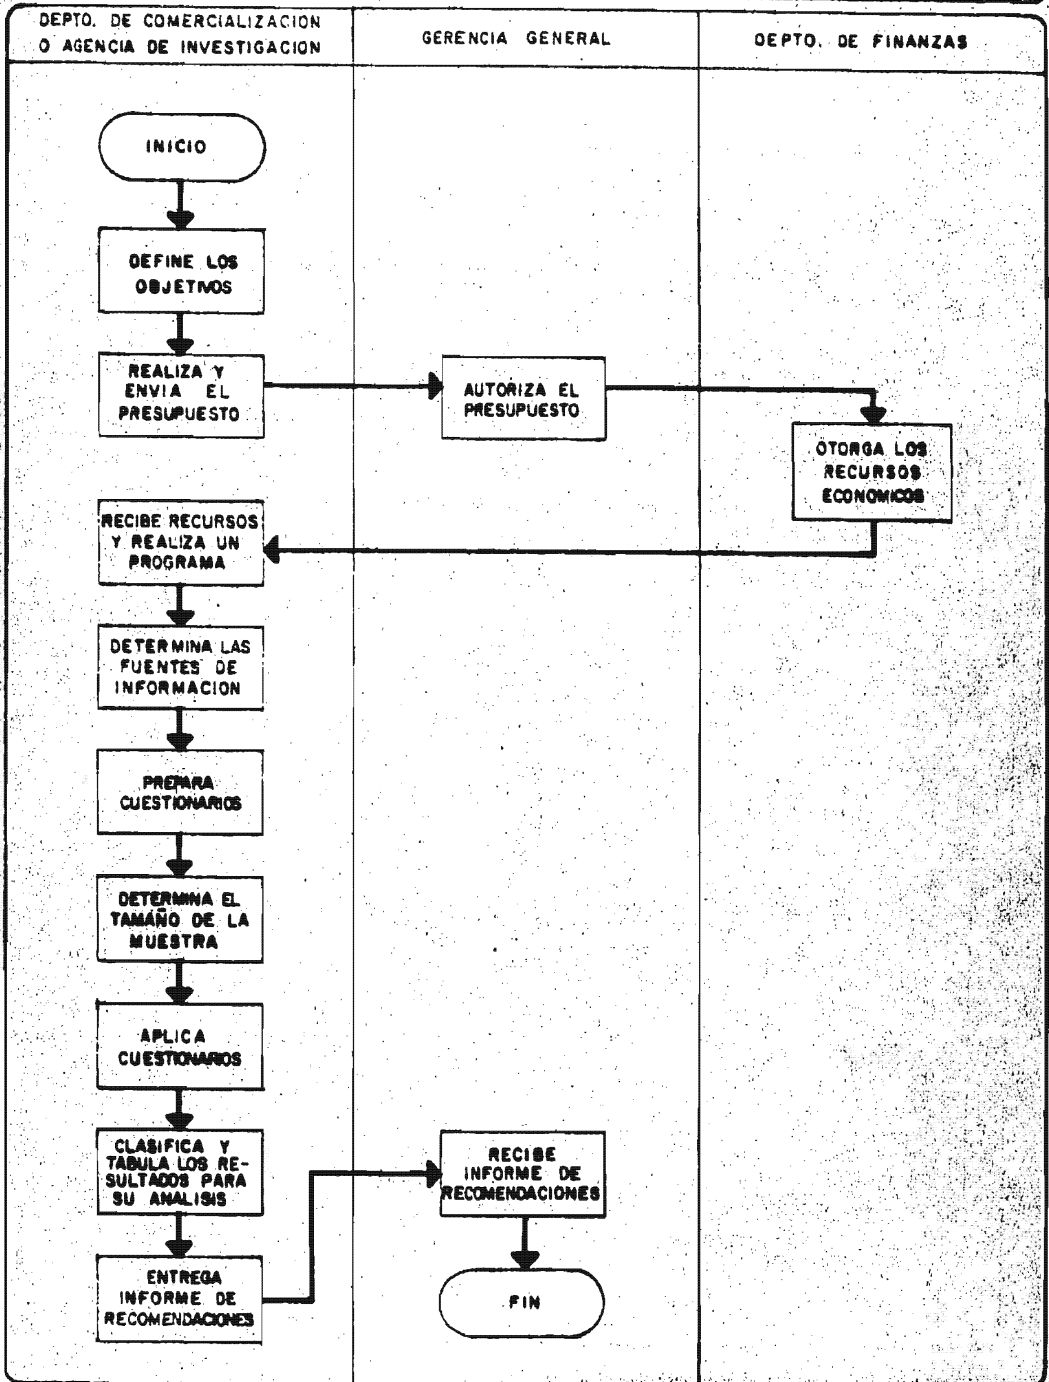 DEPTO. DE COMERCIALIZACION
O AGENCIA DE INVESTIGACION
GERENCIA GENERAL
DEPTO. DE FINANZAS
INICIO
DEFINE LOS
OBJETIVOS
REALIZA Y
ENVIA EL
PRESUPUESTO
AUTORIZA EL
PRESUPUESTO
OTORGA LOS
RECURSOS
ECONOMICOS
RECIBE RECURSOS
Y REALIZA UN
PROGRAMA
DETERMINA LAS
FUENTES DE
INFORMACION
PREPARA
CUESTIONARIOS
DETERMINA EL
TAMAÑO DE LA
MUESTRA
APLICA
CUESTIONARIOS
CLASIFICA Y
TABULA LOS RE-
SULTADOS PARA
SU ANALISIS
ENTREGA
INFORME DE
RECOMENDACIONES
RECIBE
INFORME DE
RECOMENDACIONES
FIN